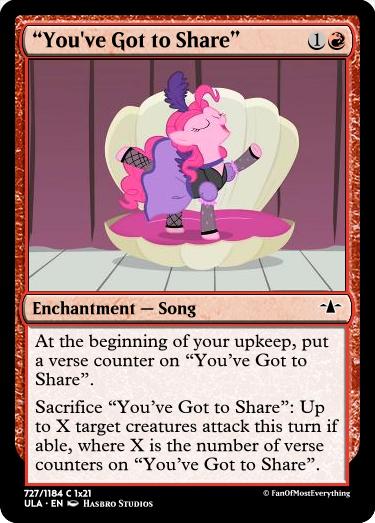 “You've Got to Share” 1
Enchantment — Song
At the beginning of your upkeep, put
a verse counter on “You’ve Got to
Share”.
Sacrifice “You’ve Got to Share”: Up
to X target creatures attack this turn if
able, where X is the number of verse
counters on “You’ve Got to Share”.
727/1184 C 1x21
ULA • EN Hasbro Studios
© FanOfMostEverything